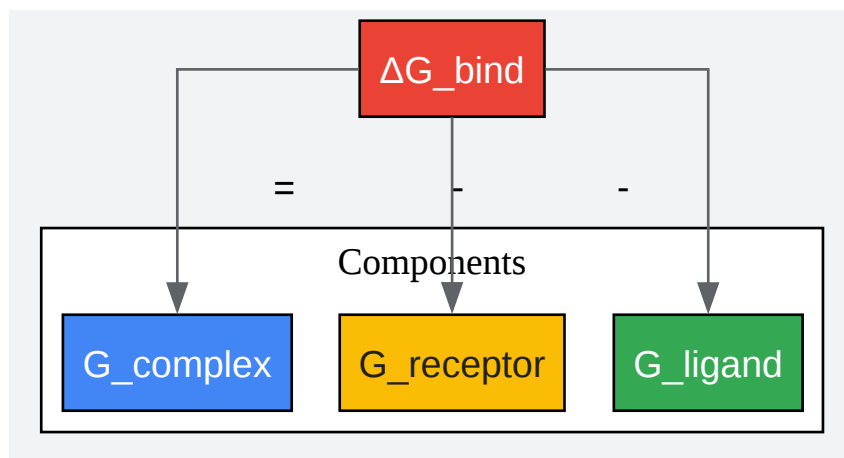 ΔG_bind
= - -
Components
G_complex G_receptor G_ligand